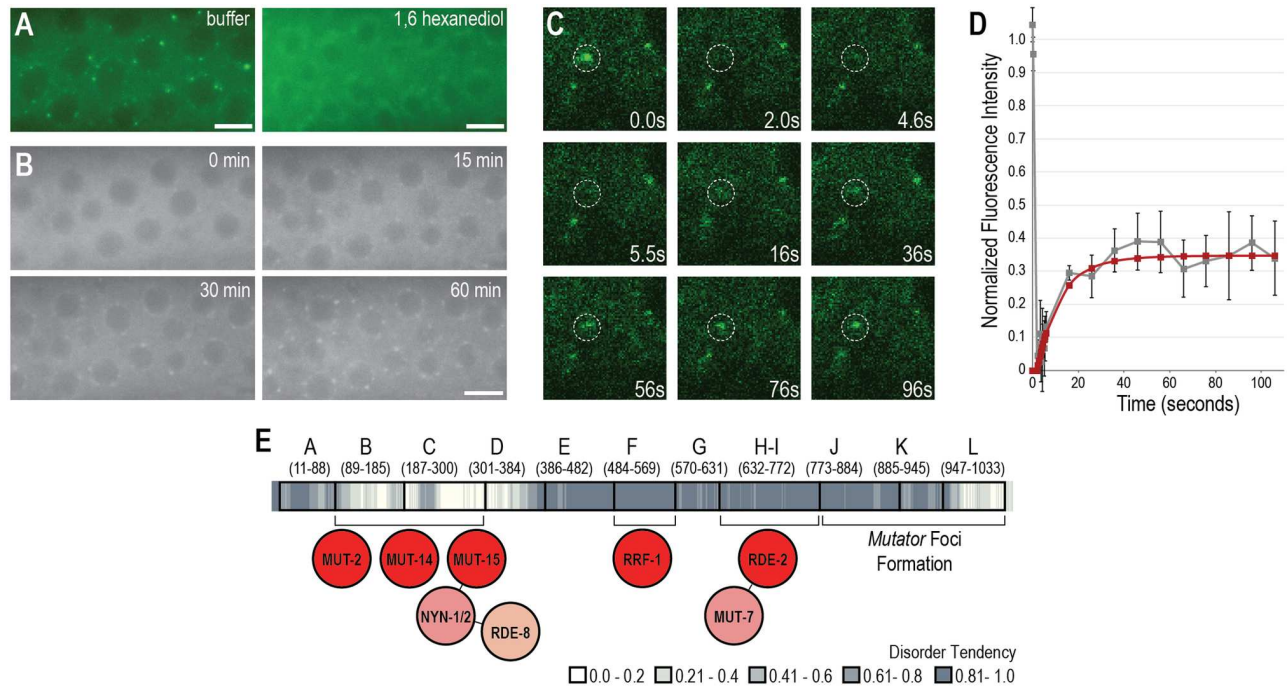 A
buffer
1,6 hexanediol
B
0 min
15 min
30 min
60 min
C
0.0s
2.0s
4.6s
5.5s
16s
36s
56s
76s
96s
D
Normalized Fluorescence Intensity
1.0
0.9
0.8
0.7
0.6
0.5
0.4
0.3
0.2
0.1
0
0
20
40
60
80
100
Time (seconds)
E
A B C D E F G H-I J K L
(11-88) (89-185) (187-300) (301-384) (386-482) (484-569) (570-631) (632-772) (773-884) (885-945) (947-1033)
MUT-2 MUT-14 MUT-15 RRF-1 RDE-2
Mutator Foci
Formation
NYN-1/2 MUT-7
RDE-8
Disorder Tendency
0.0 - 0.2 0.21 - 0.4 0.41 - 0.6 0.61- 0.8 0.81- 1.0